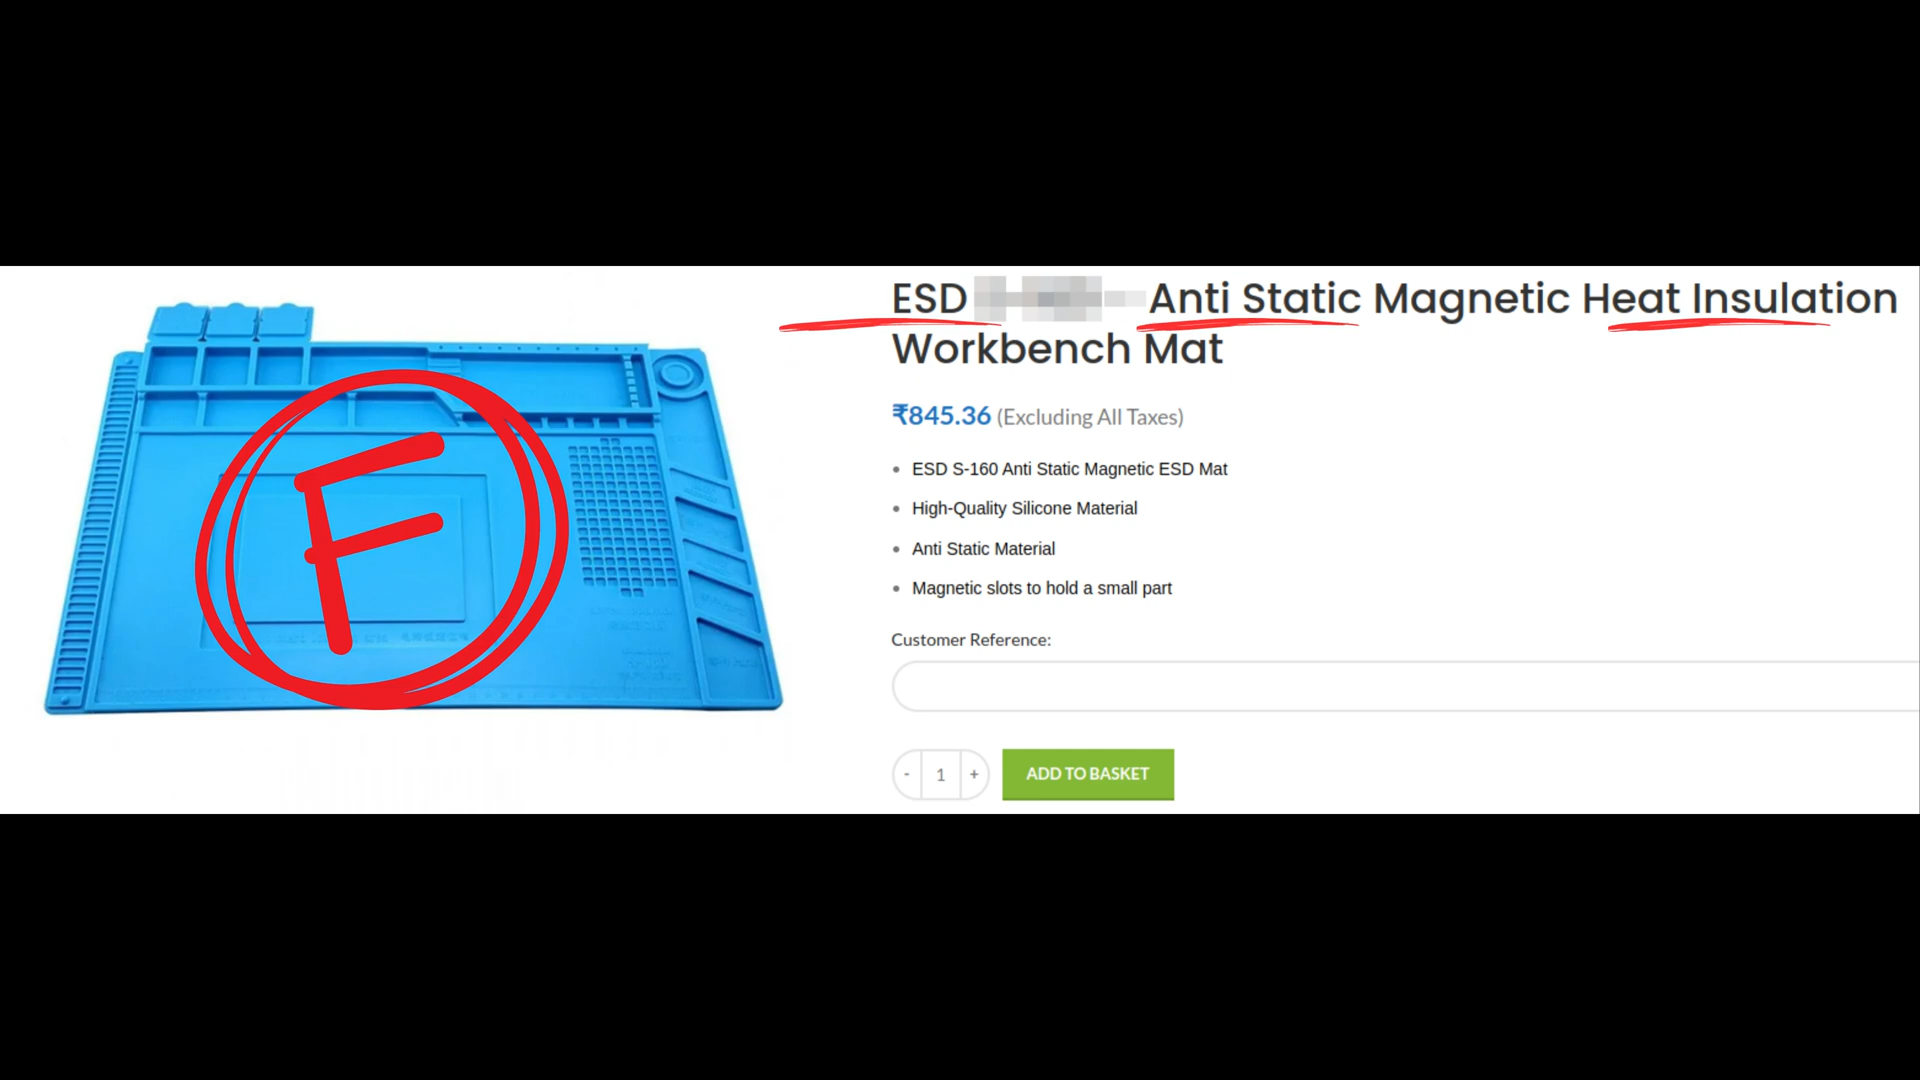 ESD Anti Static Magnetic Heat Insulation
Workbench Mat
₹845.36 (Excluding All Taxes)
ESD S-160 Anti Static Magnetic ESD Mat
High-Quality Silicone Material
Anti Static Material
Magnetic slots to hold a small part
Customer Reference:
- 1 +
ADD TO BASKET
F